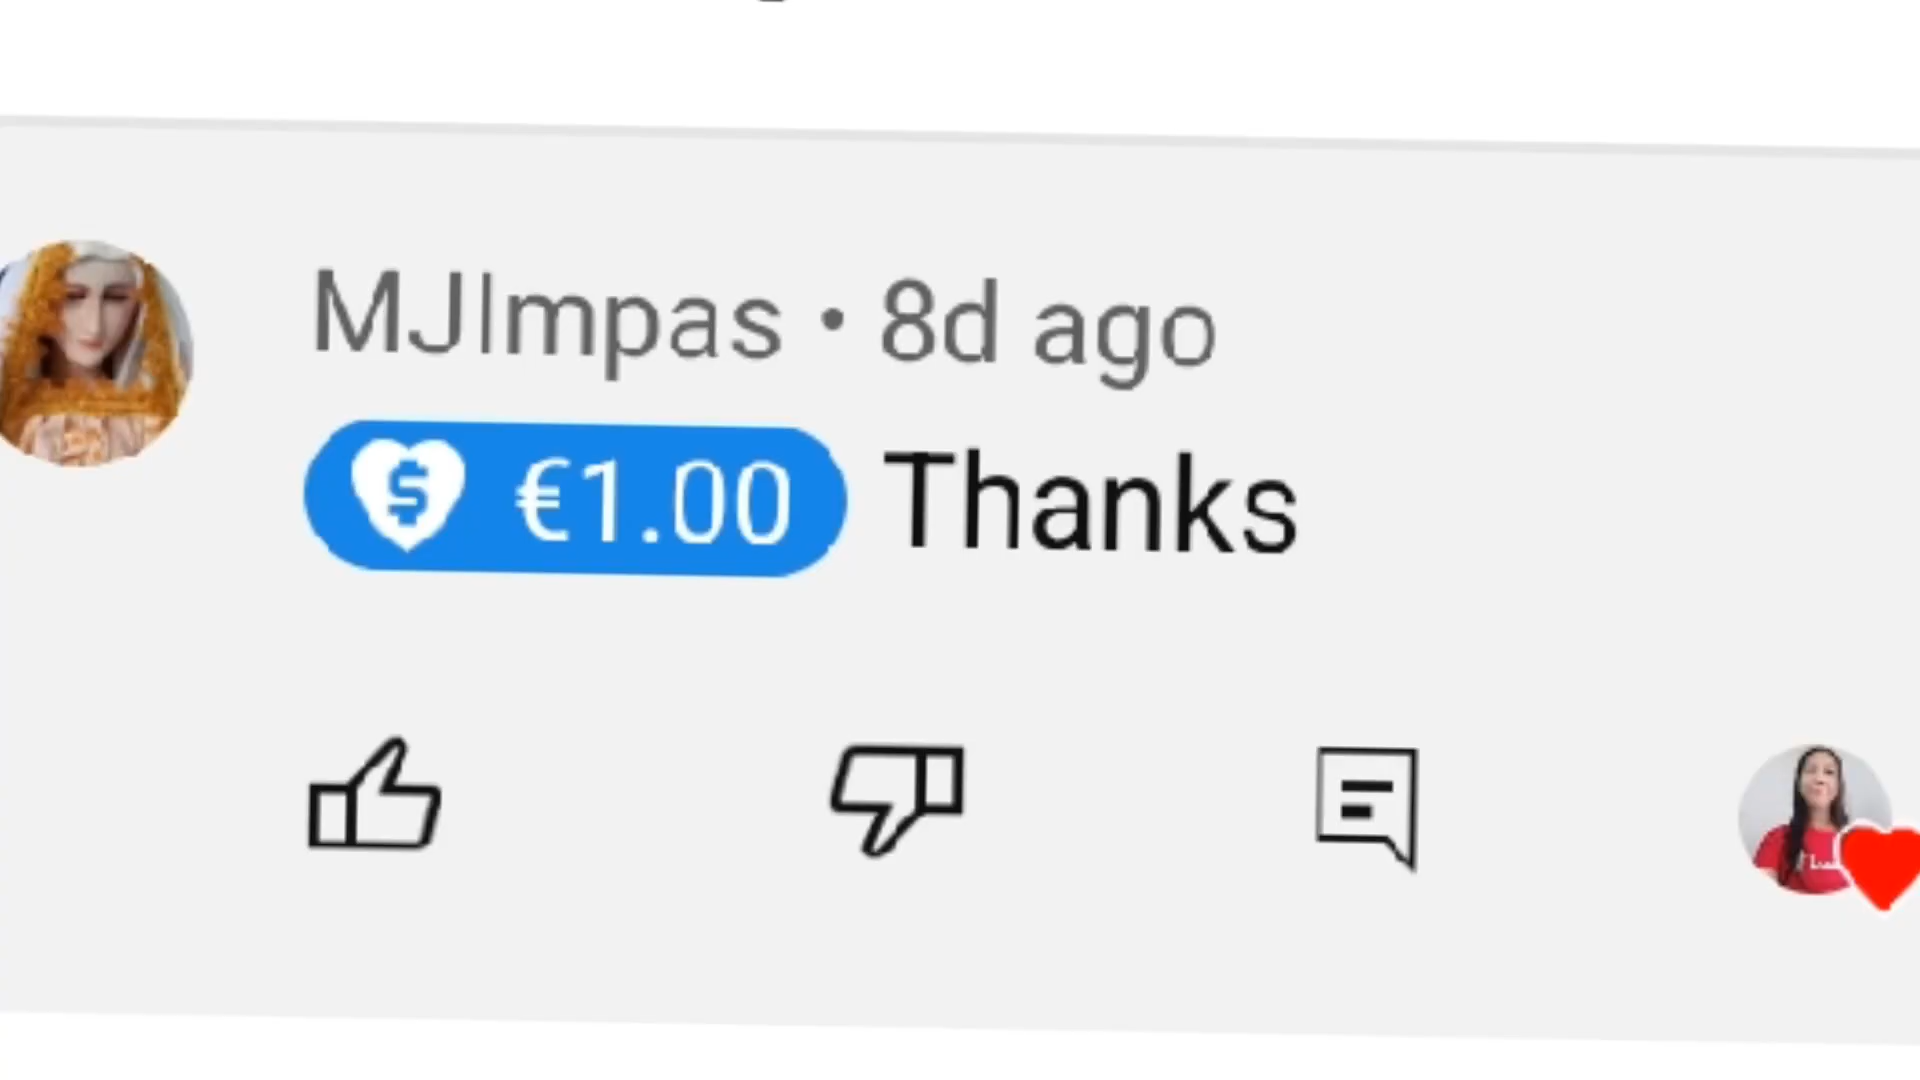 MJImpas • 8d ago
$ €1.00 Thanks